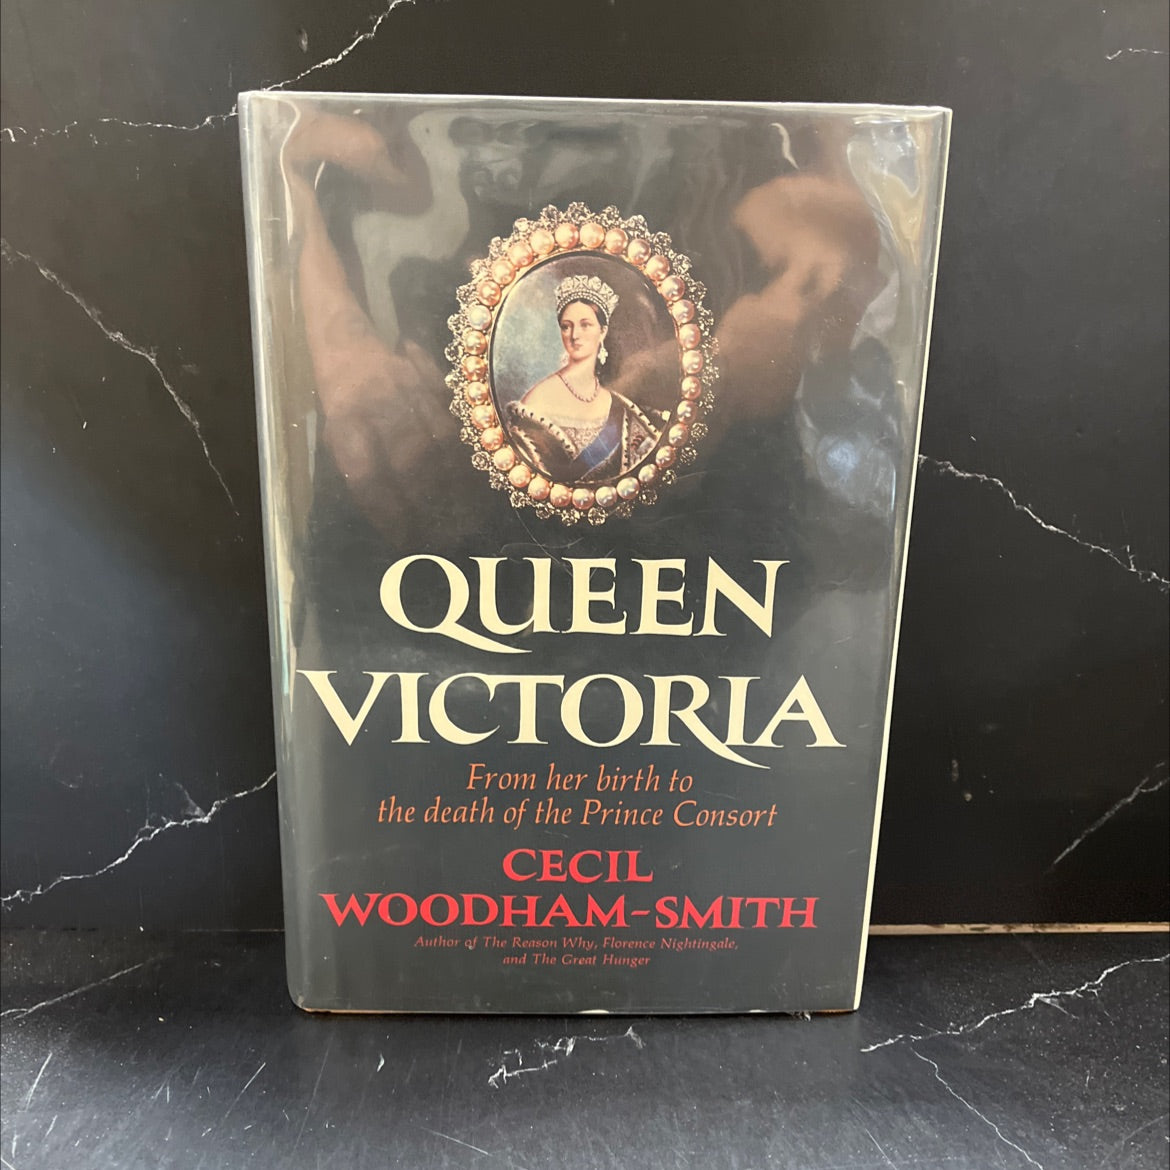 QUEEN
VICTORIA
From her birth to
the death of the Prince Consort
CECIL
WOODHAM-SMITH
Author of The Reason Why, Florence Nightingale,
and The Great Hunger